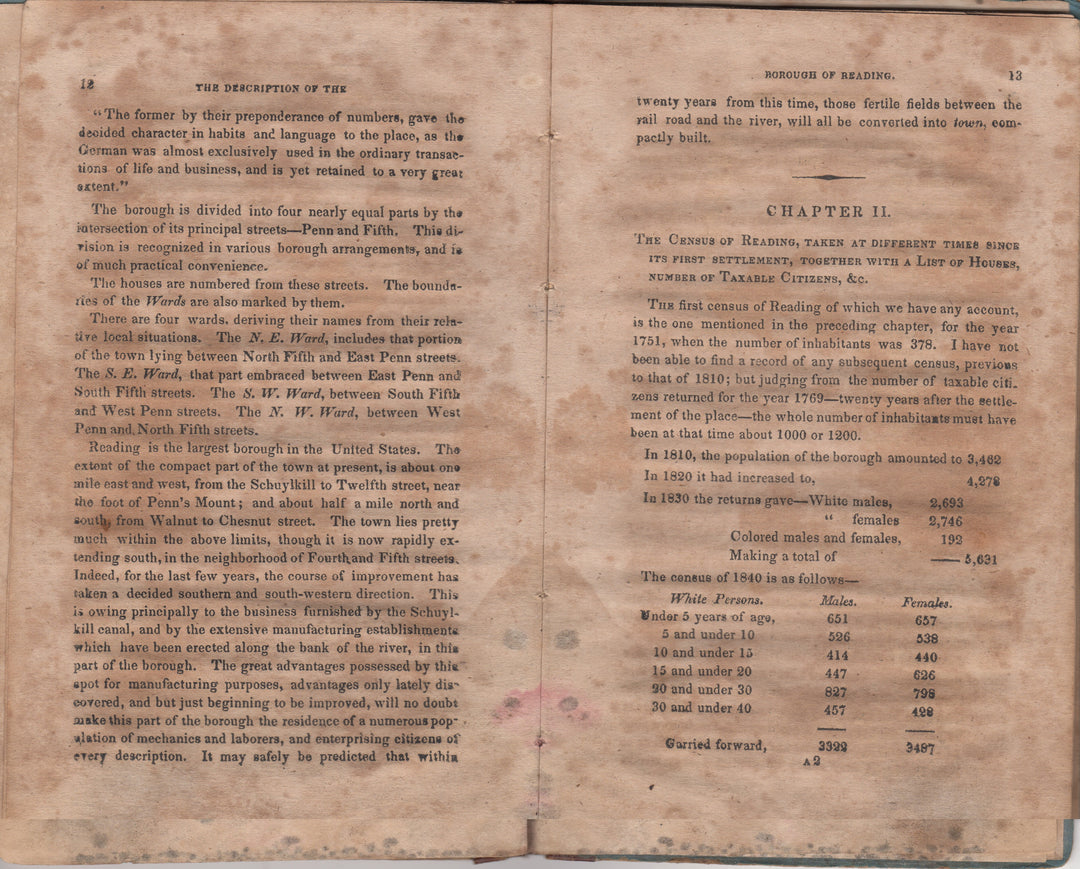 12
THE DESCRIPTION OF THE
"The former by their preponderance of numbers, gave the
decided character in habits and language to the place, as the
German was almost exclusively used in the ordinary transac-
tions of life and business, and is yet retained to a very great
extent."
The borough is divided into four nearly equal parts by the
intersection of its principal streets—Penn and Fifth. This di-
vision is recognized in various borough arrangements, and is
of much practical convenience.
The houses are numbered from these streets. The bounda-
ries of the Wards are also marked by them.
There are four wards, deriving their names from their rela-
tive local situations. The N. E. Ward, includes that portion
of the town lying between North Fifth and East Penn streets.
The S. E. Ward, that part embraced between East Penn and
South Fifth streets. The S. W. Ward, between South Fifth
and West Penn streets. The N. W. Ward, between West
Penn and North Fifth streets.
Reading is the largest borough in the United States. The
extent of the compact part of the town at present, is about one
mile east and west, from the Schuylkill to Twelfth street, near
the foot of Penn's Mount; and about half a mile north and
south, from Walnut to Chesnut street. The town lies pretty
much within the above limits, though it is now rapidly ex-
tending south, in the neighborhood of Fourth and Fifth streets.
Indeed, for the last few years, the course of improvement has
taken a decided southern and south-western direction. This
is owing principally to the business furnished by the Schuyl-
kill canal, and by the extensive manufacturing establishments
which have been erected along the bank of the river, in this
part of the borough. The great advantages possessed by this
spot for manufacturing purposes, advantages only lately dis-
covered, and but just beginning to be improved, will no doubt
make this part of the borough the residence of a numerous pop-
ulation of mechanics and laborers, and enterprising citizens of
every description. It may safely be predicted that within
BOROUGH OF READING.
13
twenty years from this time, those fertile fields between the
rail road and the river, will all be converted into town, com-
pactly built.
CHAPTER II.
THE CENSUS OF READING, TAKEN AT DIFFERENT TIMES SINCE
ITS FIRST SETTLEMENT, TOGETHER WITH A LIST OF HOUSES,
NUMBER OF TAXABLE CITIZENS, &C.
THE first census of Reading of which we have any account,
is the one mentioned in the preceding chapter, for the year
1751, when the number of inhabitants was 378. I have not
been able to find a record of any subsequent census, previous
to that of 1810; but judging from the number of taxable citi-
zens returned for the year 1769—twenty years after the settle-
ment of the place—the whole number of inhabitants must have
been at that time about 1000 or 1200.
In 1810, the population of the borough amounted to 3,462
In 1820 it had increased to, 4,278
In 1830 the returns gave—White males, 2,693
" females 2,746
Colored males and females, 192
Making a total of —— 5,631
The census of 1840 is as follows—
White Persons. Males. Females.
Under 5 years of age, 651 657
5 and under 10 526 538
10 and under 15 414 440
15 and under 20 447 626
20 and under 30 827 798
30 and under 40 457 428
Carried forward, 3322 3487
A 2